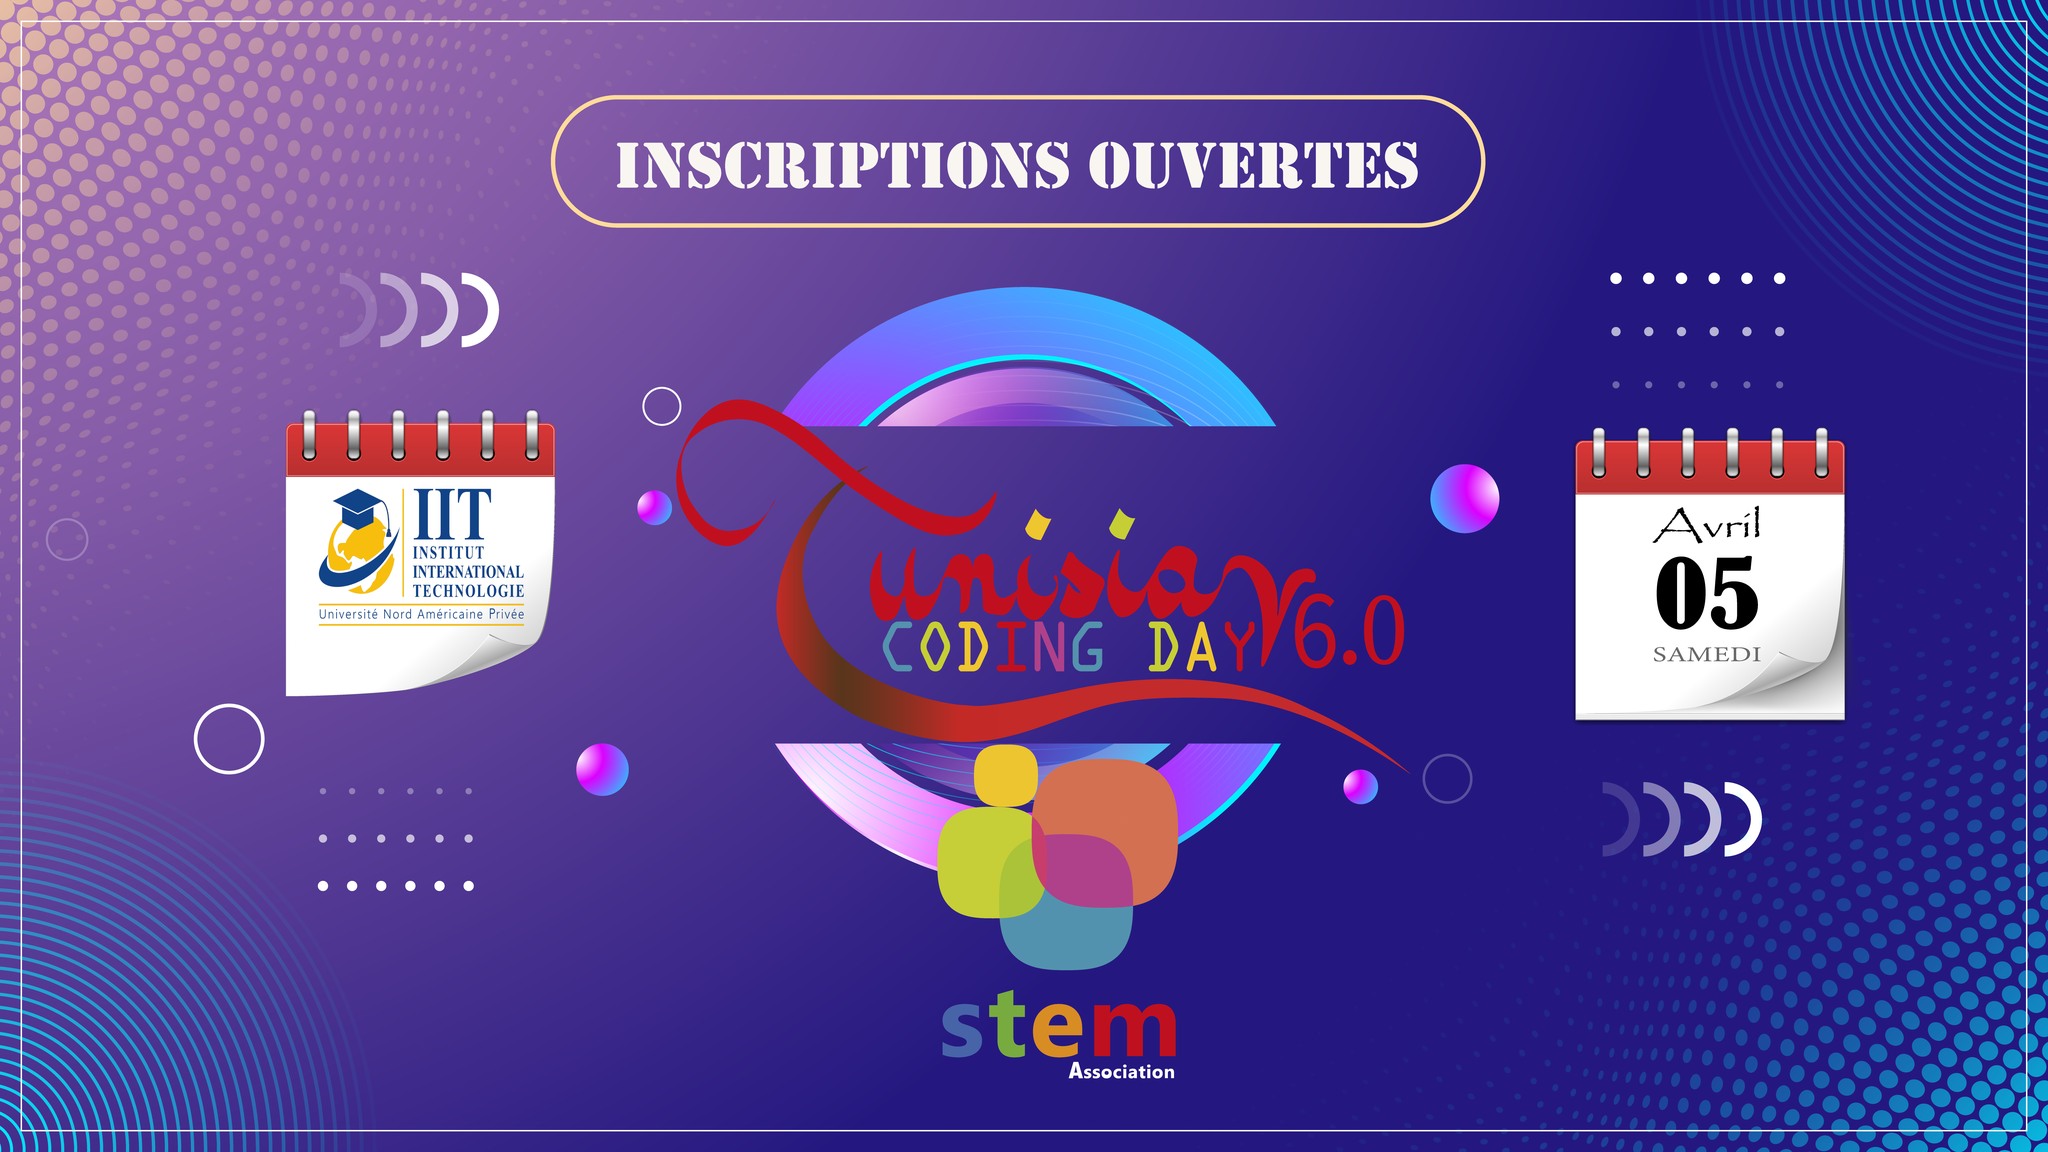 INSCRIPTIONS OUVERTES
IIT
INSTITUT
INTERNATIONAL
TECHNOLOGIE
Université Nord Américaine Privée
Tunisia V6.0
CODING DAY
Avril
05
SAMEDI
stem
Association